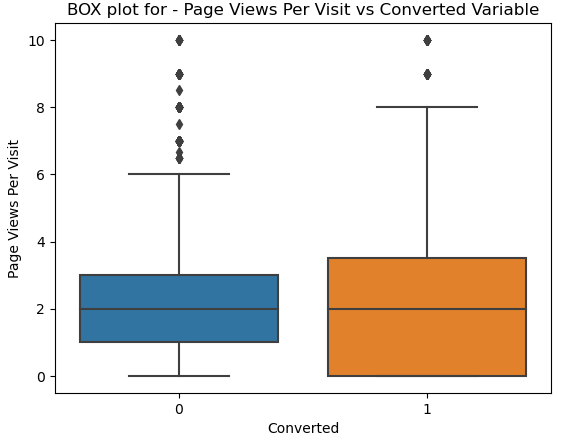 BOX plot for - Page Views Per Visit vs Converted Variable
10
8
6
4
2
0
Page Views Per Visit
0 1
Converted